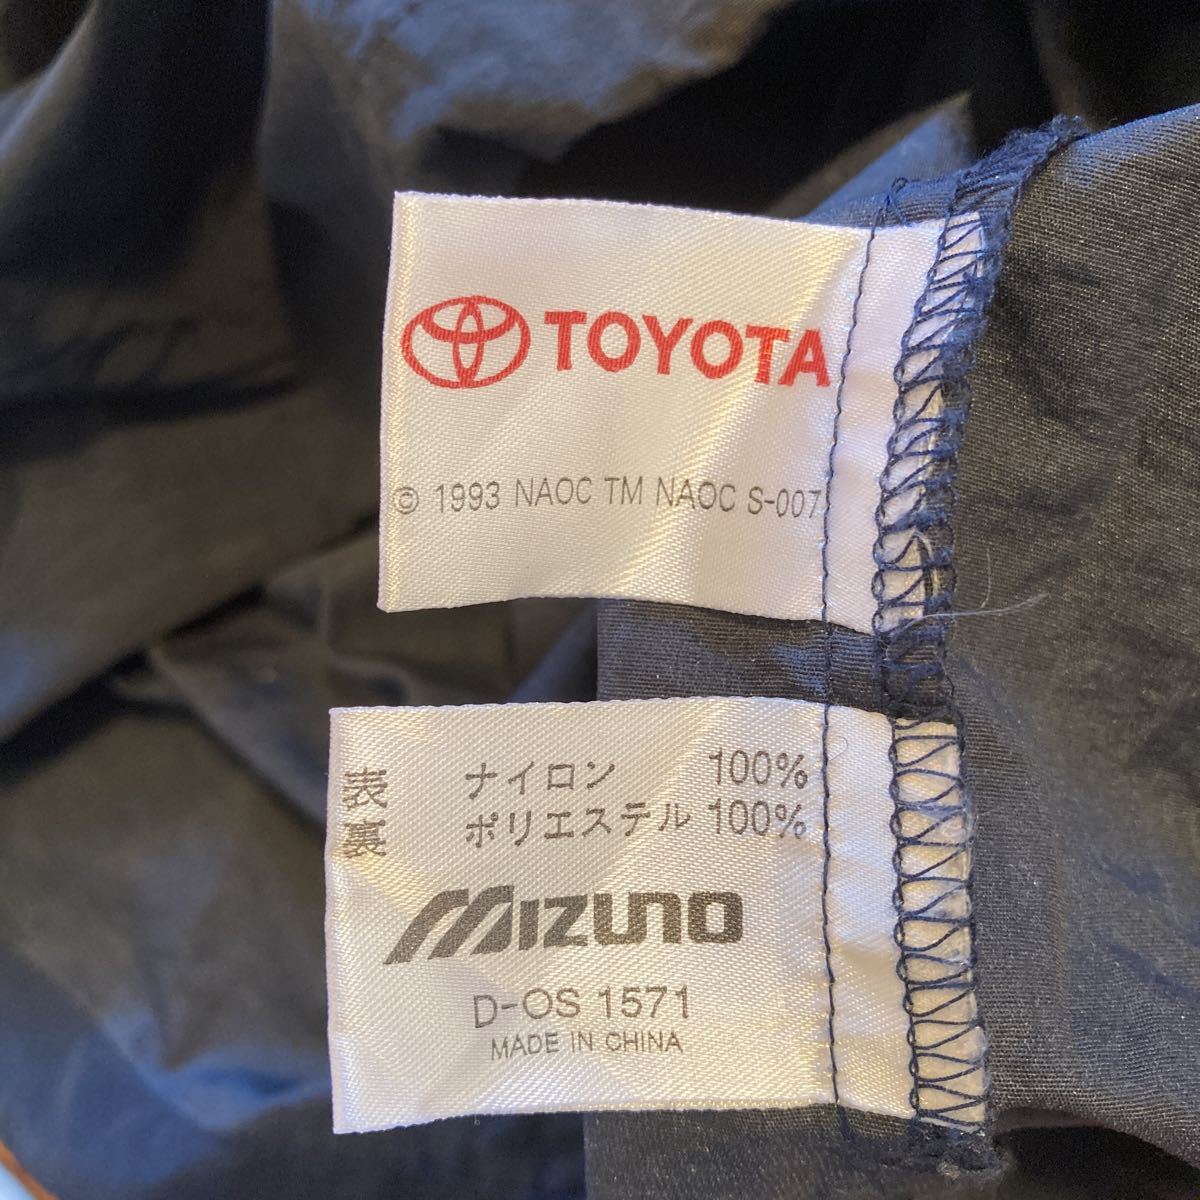 TOYOTA
© 1993 NAOC TM NAOC S-007
表 ナイロン 100%
裏 ポリエステル 100%
MIZUNO
D-OS 1571
MADE IN CHINA